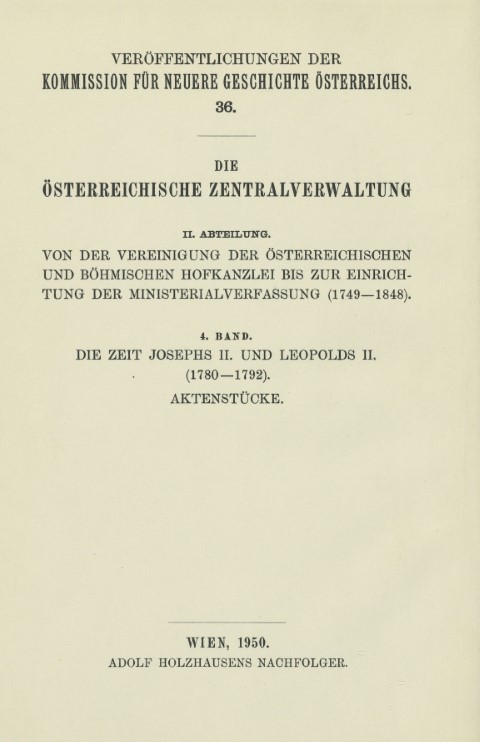 VERÖFFENTLICHUNGEN DER
KOMMISSION FÜR NEUERE GESCHICHTE ÖSTERREICHS.
36.
DIE
ÖSTERREICHISCHE ZENTRALVERWALTUNG
II. ABTEILUNG.
VON DER VEREINIGUNG DER ÖSTERREICHISCHEN
UND BÖHMISCHEN HOFKANZLEI BIS ZUR EINRICH-
TUNG DER MINISTERIALVERFASSUNG (1749—1848).
4. BAND.
DIE ZEIT JOSEPHS II. UND LEOPOLDS II.
(1780—1792).
AKTENSTÜCKE.
WIEN, 1950.
ADOLF HOLZHAUSENS NACHFOLGER.